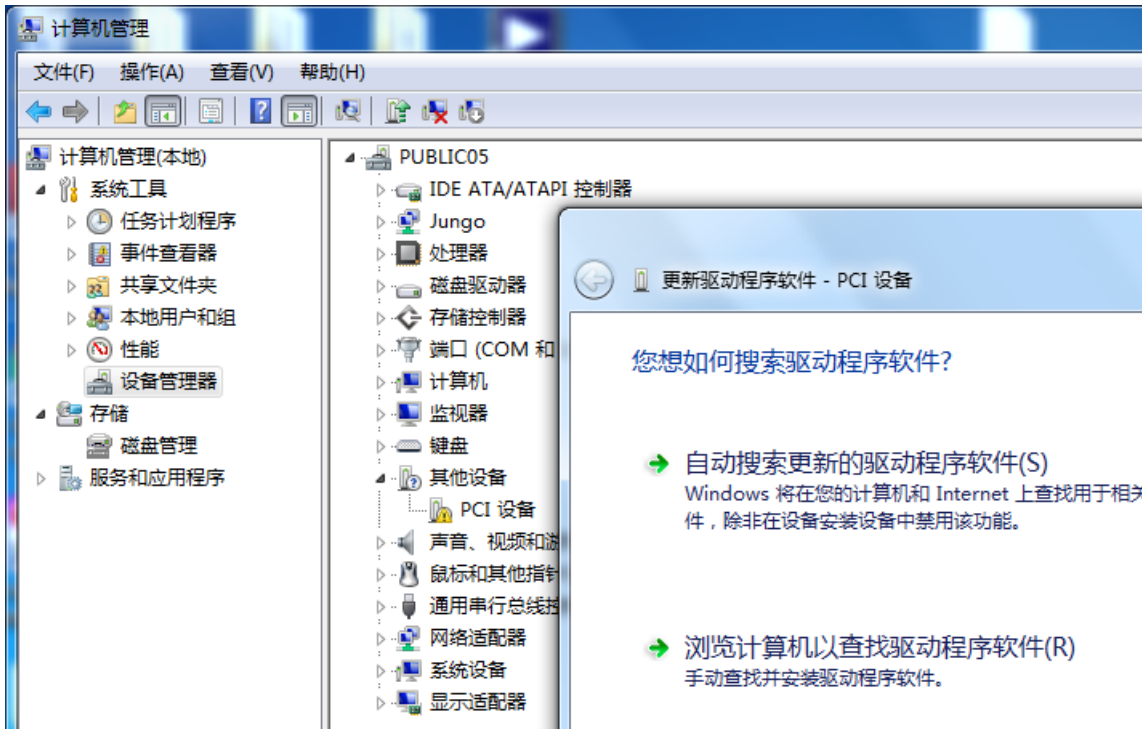 计算机管理
文件(F) 操作(A) 查看(V) 帮助(H)
计算机管理(本地)
系统工具
任务计划程序
事件查看器
共享文件夹
本地用户和组
性能
设备管理器
存储
磁盘管理
服务和应用程序
PUBLIC05
IDE ATA/ATAPI 控制器
Jungo
处理器
磁盘驱动器
存储控制器
端口 (COM 和
计算机
监视器
键盘
其他设备
PCI 设备
声音、视频和游
鼠标和其他指针
通用串行总线控
网络适配器
系统设备
显示适配器
更新驱动程序软件 - PCI 设备
您想如何搜索驱动程序软件?
自动搜索更新的驱动程序软件(S)
Windows 将在您的计算机和 Internet 上查找用于相关
件，除非在设备安装设备中禁用该功能。
浏览计算机以查找驱动程序软件(R)
手动查找并安装驱动程序软件。